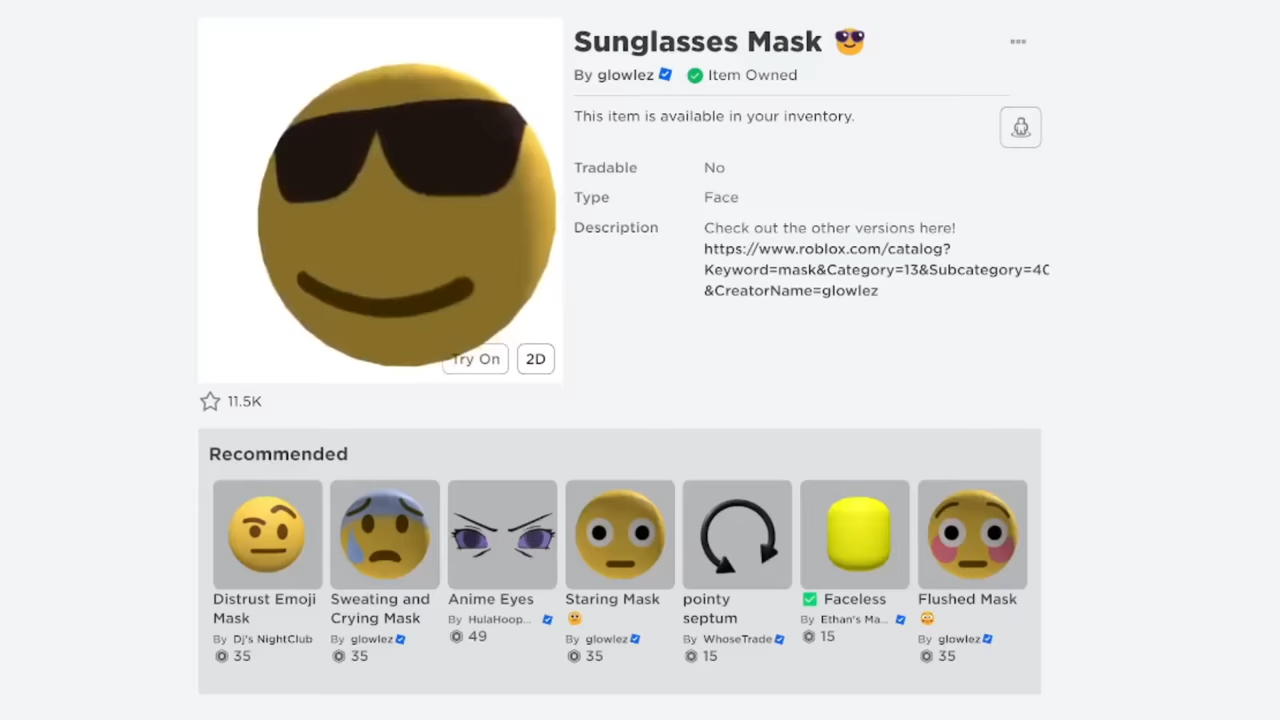 Sunglasses Mask 😎
By glowlez Item Owned
This item is available in your inventory.
Tradable No
Type Face
Description Check out the other versions here!
https://www.roblox.com/catalog?
Keyword=mask&Category=13&Subcategory=40
&CreatorName=glowlez
Try On 2D
11.5K
Recommended
Distrust Emoji
Mask
By Dj's NightClub
35
Sweating and
Crying Mask
By glowlez
35
Anime Eyes
By HulaHoop...
49
Staring Mask
By glowlez
35
pointy
septum
By WhoseTrade
15
✅ Faceless
By Ethan's Ma...
15
Flushed Mask
😳
By glowlez
35